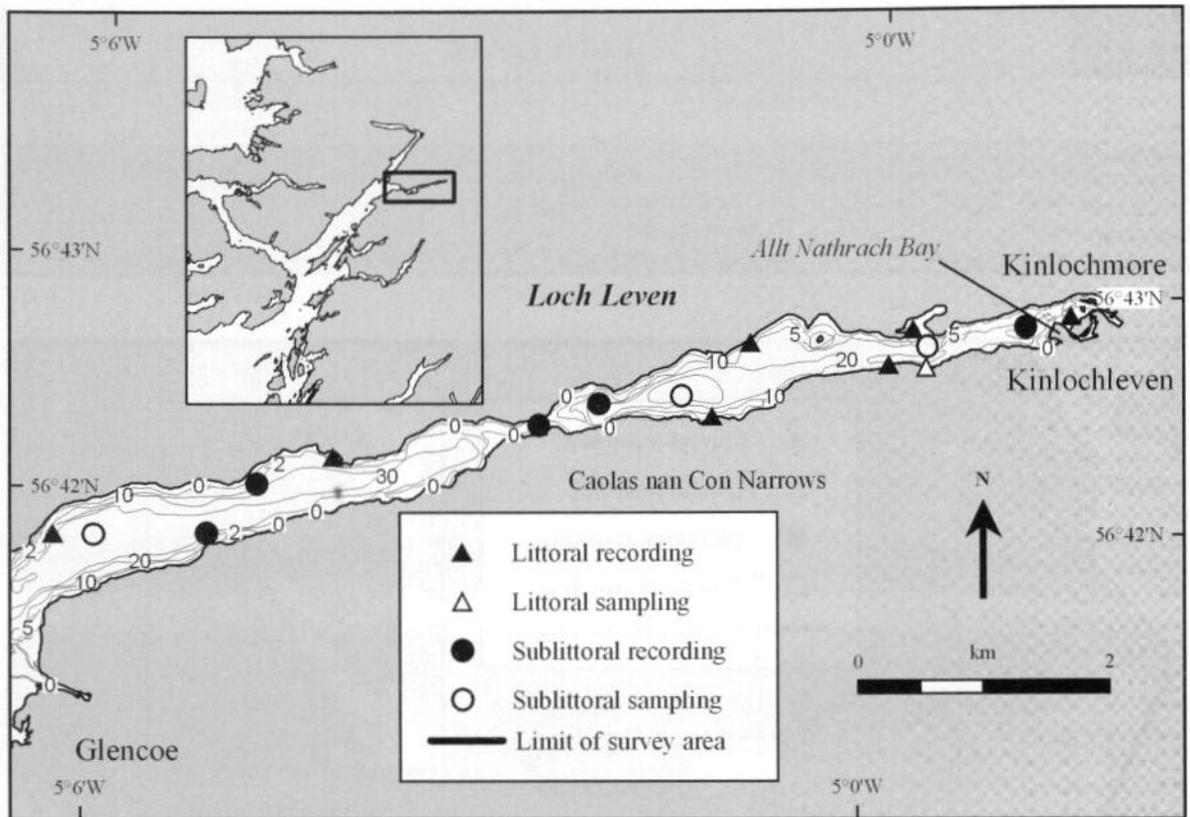 5°6'W
5°0'W
56°43'N
Allt Nathrach Bay
Kinlochmore
56°43'N
Loch Leven
5
5
0
10
20
Kinlochleven
0
10
0
0
0
2
30
56°42'N
10
0
0
Caolas nan Con Narrows
2
20
2
0
0
56°42'N
10
N
5
0
Littoral recording
Littoral sampling
Sublittoral recording
Sublittoral sampling
Limit of survey area
km
0
2
Glencoe
5°6'W
5°0'W